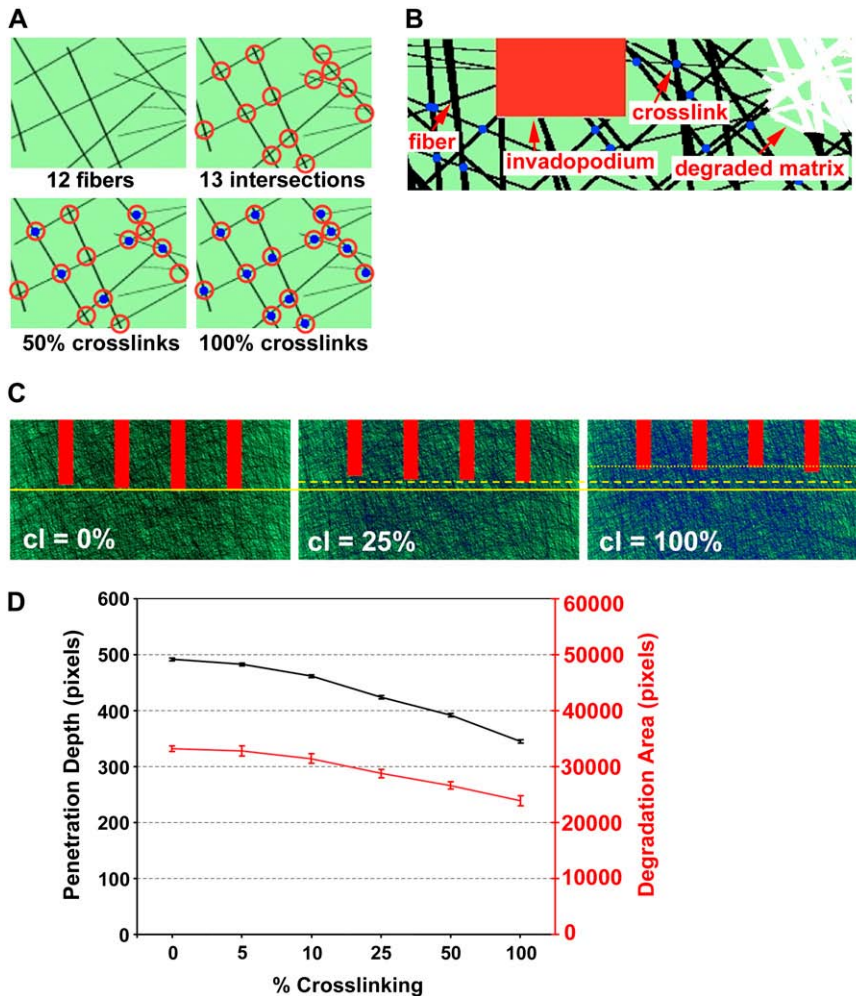 A
12 fibers
13 intersections
50% crosslinks
100% crosslinks
B
fiber
invadopodium
crosslink
degraded matrix
C
cl = 0%
cl = 25%
cl = 100%
D
Penetration Depth (pixels)
600
500
400
300
200
100
0
60000
50000
40000
30000
20000
10000
0
Degradation Area (pixels)
0 5 10 25 50 100
% Crosslinking